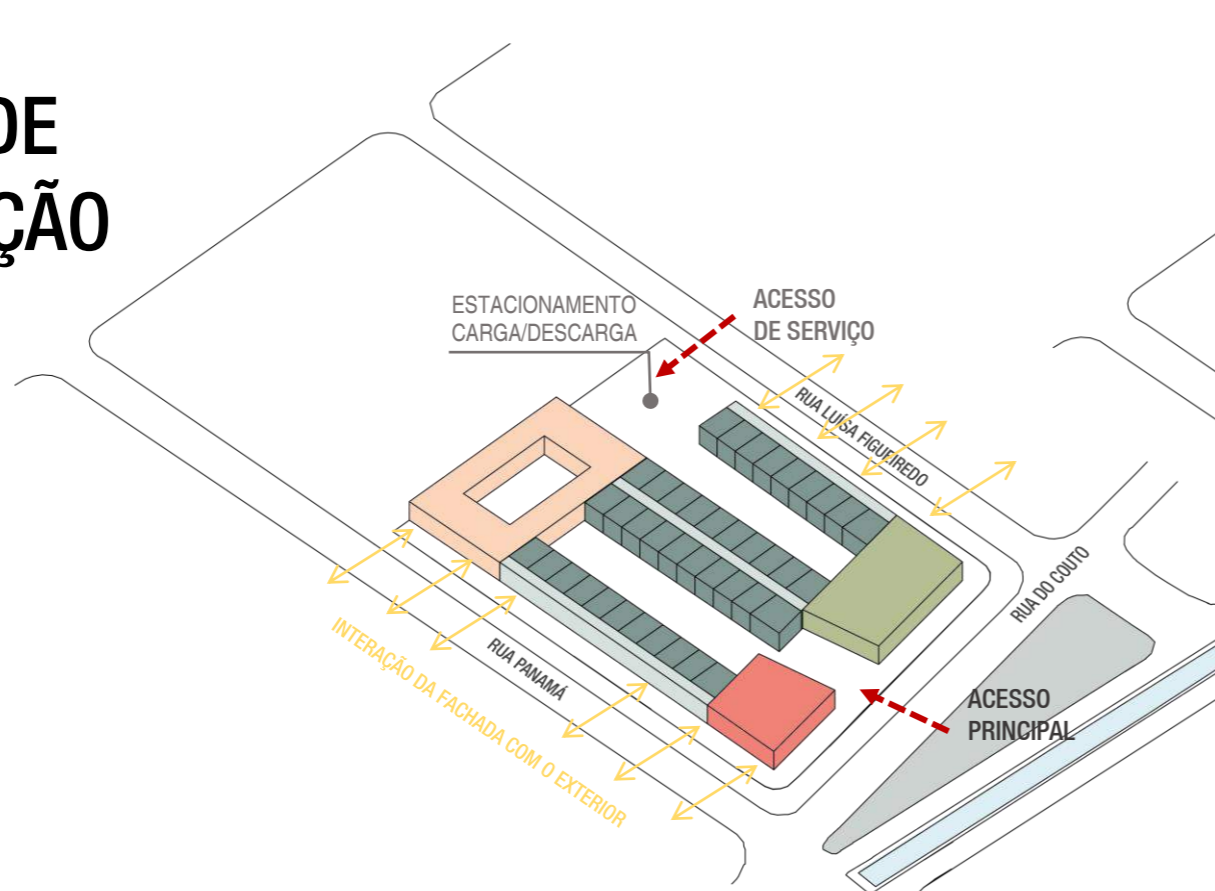 DE
ÇÃO
ESTACIONAMENTO
CARGA/DESCARGA
ACESSO
DE SERVIÇO
RUA LUÍSA FIGUEIREDO
RUA DO COUTO
INTERAÇÃO DA FACHADA COM O EXTERIOR
RUA PANAMÁ
ACESSO
PRINCIPAL